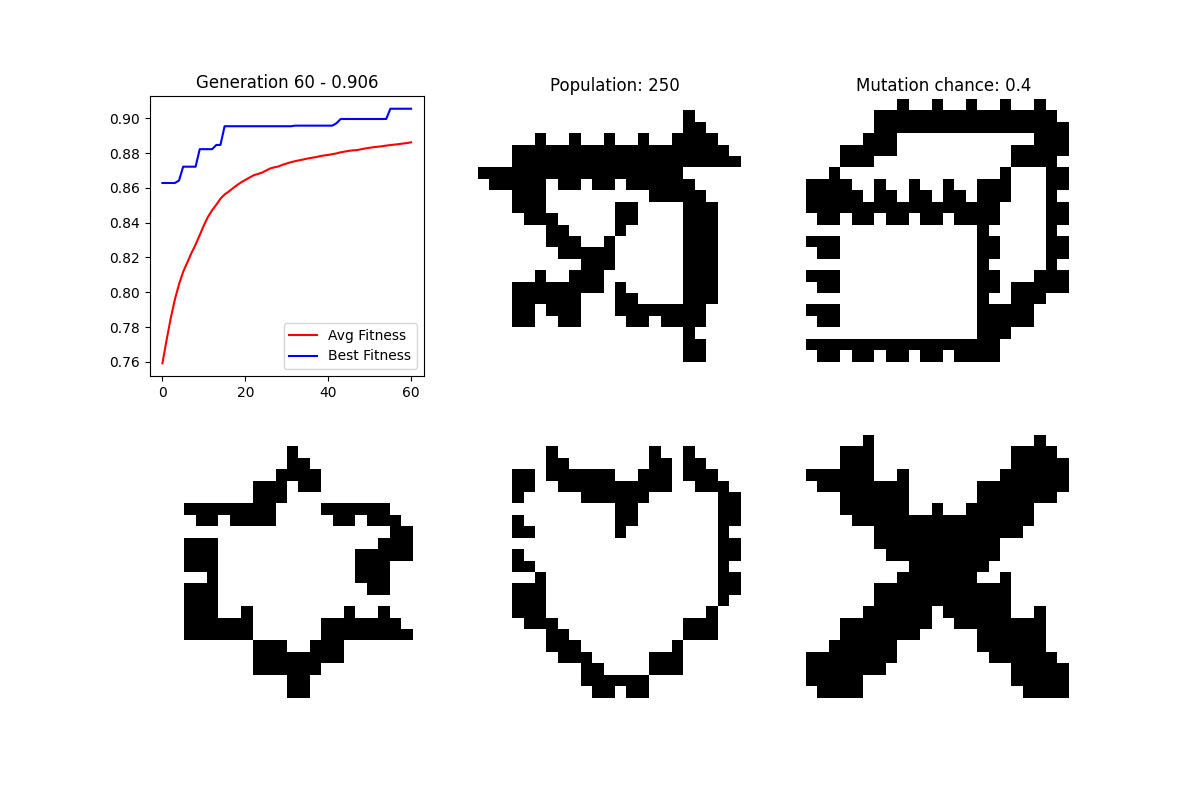 Generation 60 - 0.906
Population: 250
Mutation chance: 0.4
0.90
0.88
0.86
0.84
0.82
0.80
0.78
0.76
Avg Fitness
Best Fitness
0 20 40 60